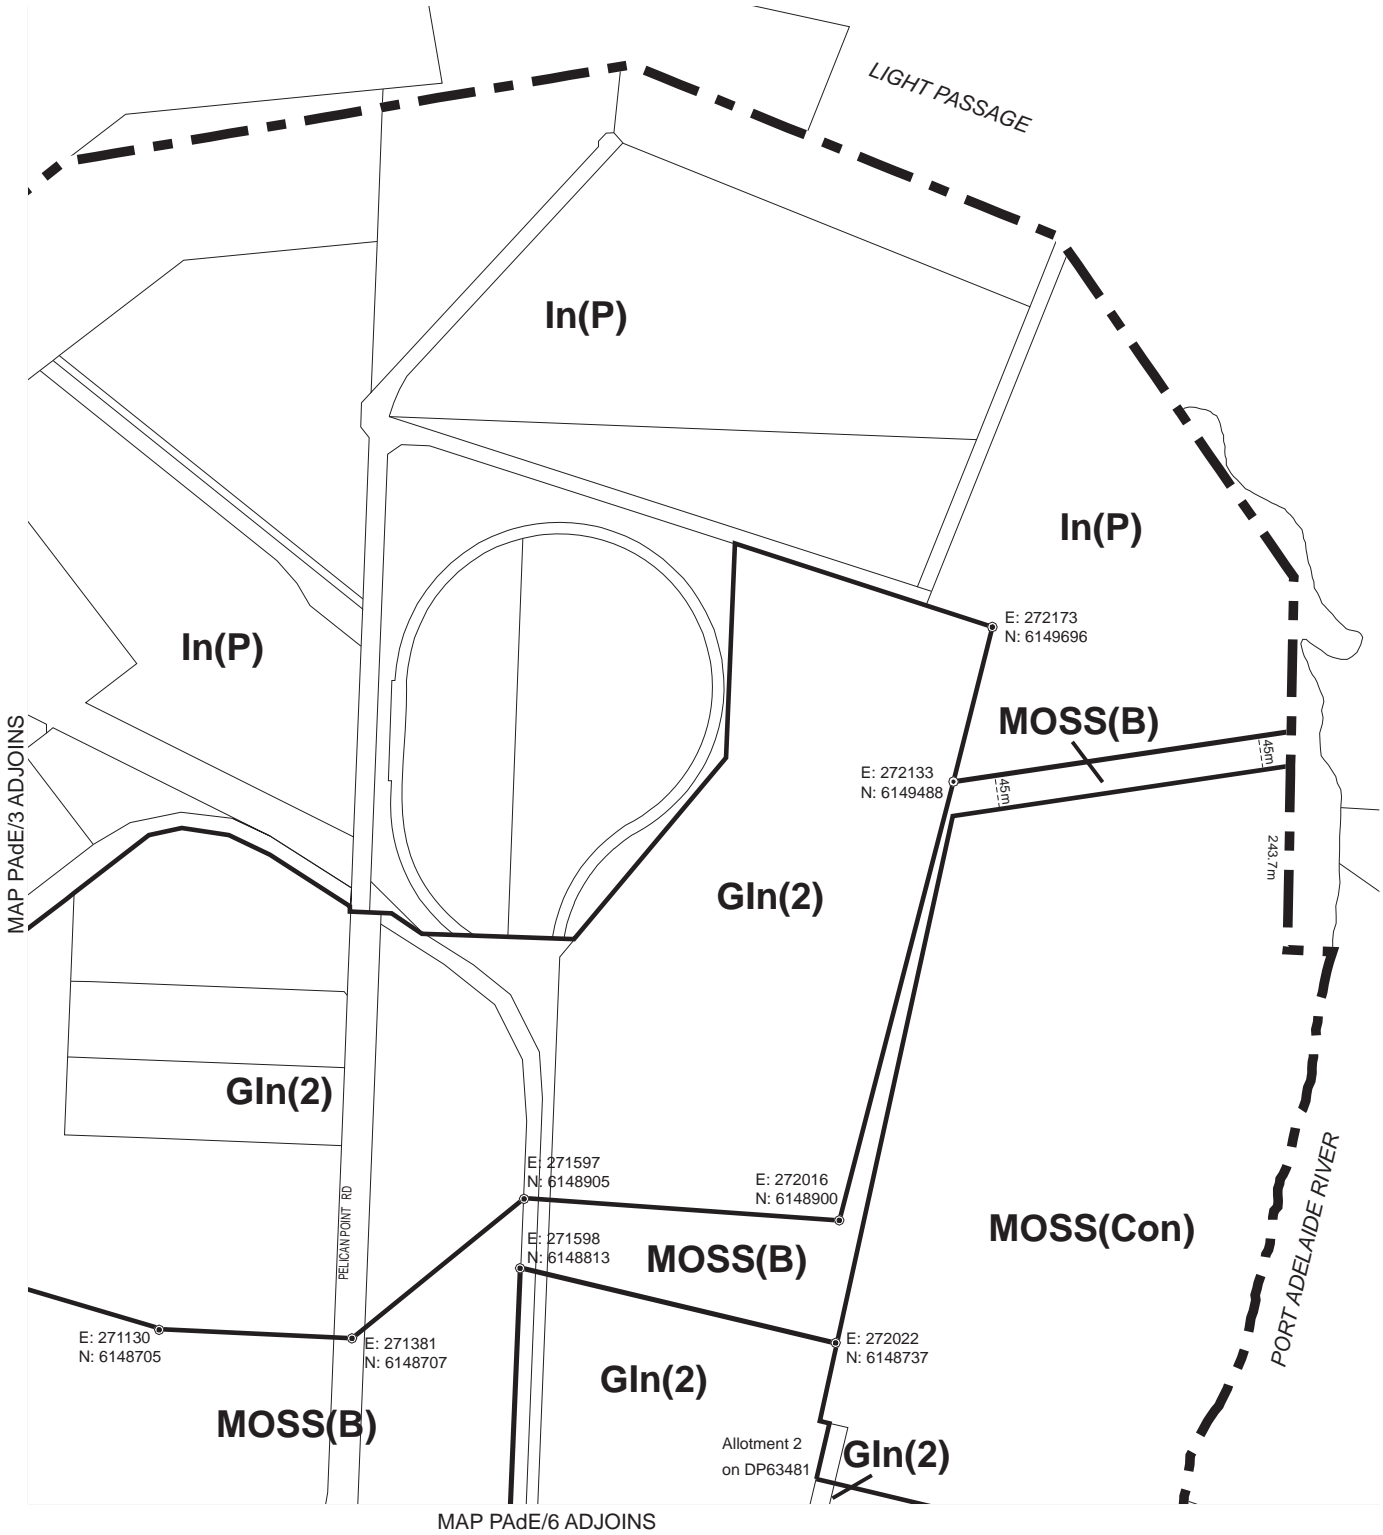 LIGHT PASSAGE
In(P)
In(P)
E: 272173
N: 6149696
In(P)
MOSS(B)
45m
E: 272133
N: 6149488
45m
MAP PAdE/3 ADJOINS
243.7m
GIn(2)
GIn(2)
E: 271597
N: 6148905
E: 272016
N: 6148900
PELICAN POINT RD
PORT ADELAIDE RIVER
MOSS(Con)
E: 271598
N: 6148813
MOSS(B)
E: 271130
N: 6148705
E: 271381
N: 6148707
E: 272022
N: 6148737
GIn(2)
MOSS(B)
Allotment 2
on DP63481
GIn(2)
MAP PAdE/6 ADJOINS